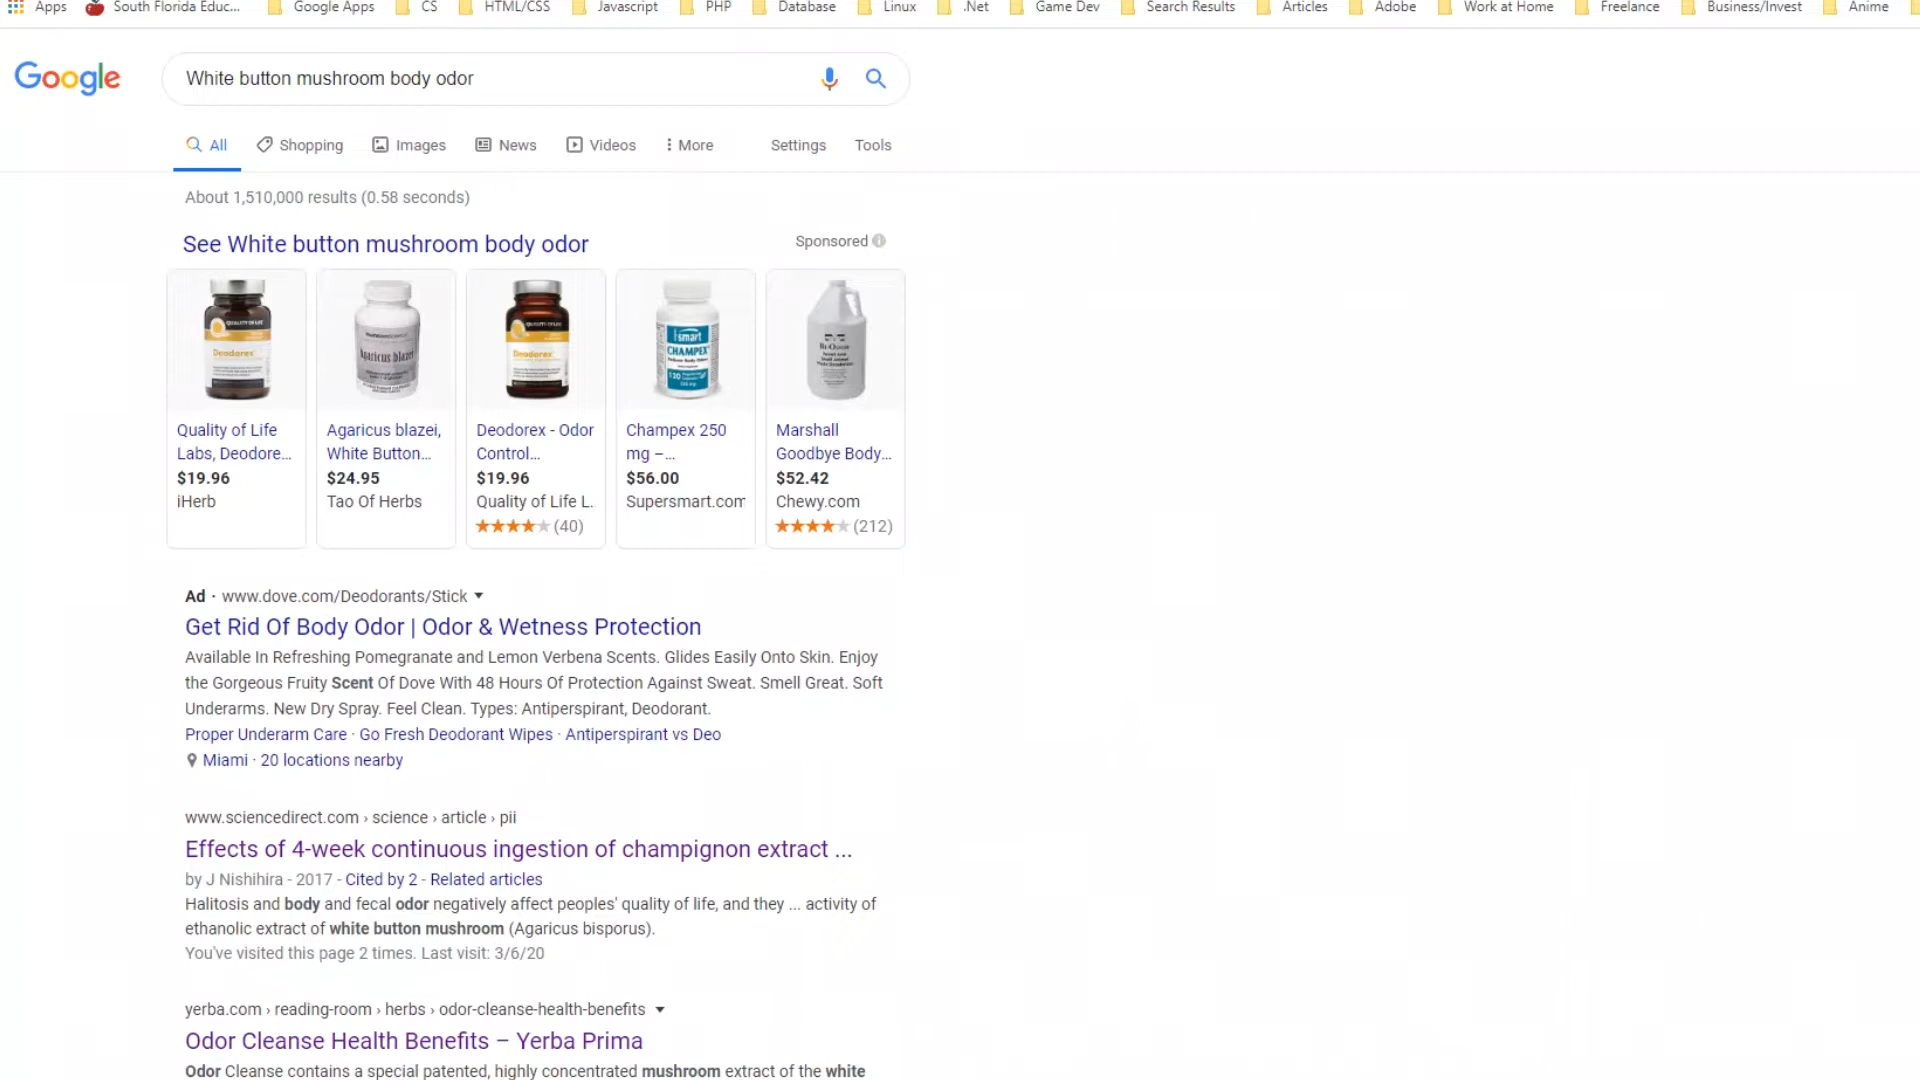 Apps South Florida Educ... Google Apps CS HTML/CSS Javascript PHP Database Linux .Net Game Dev Search Results Articles Adobe Work at Home Freelance Business/Invest Anime
Google
White button mushroom body odor
All Shopping Images News Videos More Settings Tools
About 1,510,000 results (0.58 seconds)
See White button mushroom body odor
Sponsored
QUALITY OF LIFE
Deodorex
Agaricus blazei
QUALITY OF LIFE
Deodorex
smart
CHAMPEX
120
Quality of Life
Labs, Deodore...
$19.96
iHerb
Agaricus blazei,
White Button...
$24.95
Tao Of Herbs
Deodorex - Odor
Control...
$19.96
Quality of Life L..
(40)
Champex 250
mg –...
$56.00
Supersmart.com
Marshall
Goodbye Body...
$52.42
Chewy.com
(212)
Ad · www.dove.com/Deodorants/Stick
Get Rid Of Body Odor | Odor & Wetness Protection
Available In Refreshing Pomegranate and Lemon Verbena Scents. Glides Easily Onto Skin. Enjoy
the Gorgeous Fruity Scent Of Dove With 48 Hours Of Protection Against Sweat. Smell Great. Soft
Underarms. New Dry Spray. Feel Clean. Types: Antiperspirant, Deodorant.
Proper Underarm Care · Go Fresh Deodorant Wipes · Antiperspirant vs Deo
Miami · 20 locations nearby
www.sciencedirect.com › science › article › pii
Effects of 4-week continuous ingestion of champignon extract ...
by J Nishihira - 2017 - Cited by 2 - Related articles
Halitosis and body and fecal odor negatively affect peoples' quality of life, and they ... activity of
ethanolic extract of white button mushroom (Agaricus bisporus).
You've visited this page 2 times. Last visit: 3/6/20
yerba.com › reading-room › herbs › odor-cleanse-health-benefits
Odor Cleanse Health Benefits – Yerba Prima
Odor Cleanse contains a special patented, highly concentrated mushroom extract of the white